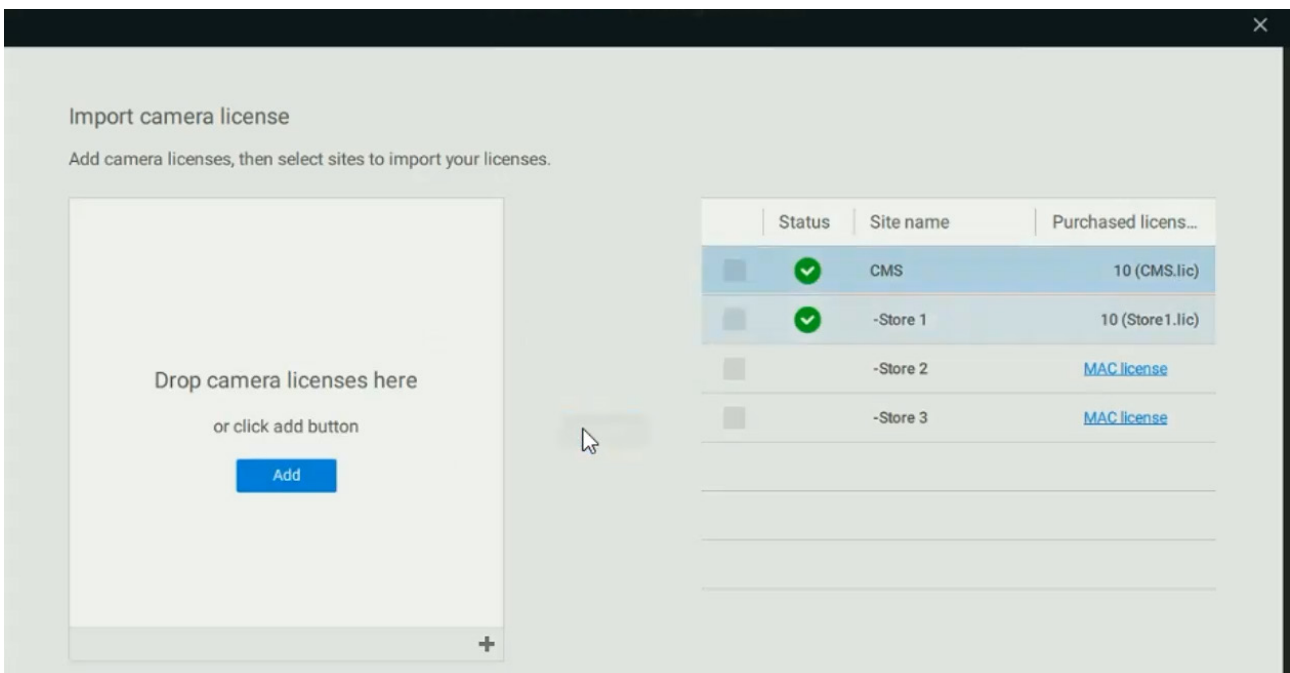 Import camera license
Add camera licenses, then select sites to import your licenses.
Drop camera licenses here
or click add button
Add
Status Site name Purchased licens...
CMS 10 (CMS.lic)
-Store 1 10 (Store1.lic)
-Store 2 MAC license
-Store 3 MAC license